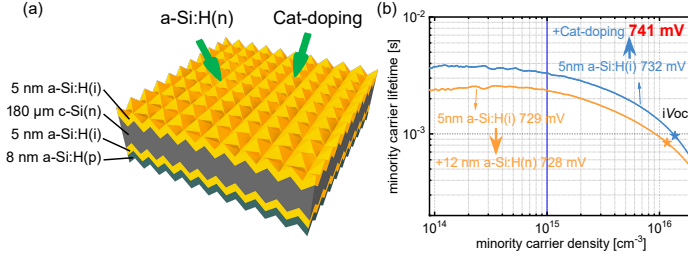 (a)
a-Si:H(n)
Cat-doping
5 nm a-Si:H(i)
180 μm c-Si(n)
5 nm a-Si:H(i)
8 nm a-Si:H(p)
(b)
minority carrier lifetime [s]
10⁻²
10⁻³
+Cat-doping 741 mV
5nm a-Si:H(i) 732 mV
iVoc
5nm a-Si:H(i) 729 mV
+12 nm a-Si:H(n) 728 mV
10¹⁴ 10¹⁵ 10¹⁶
minority carrier density [cm⁻³]